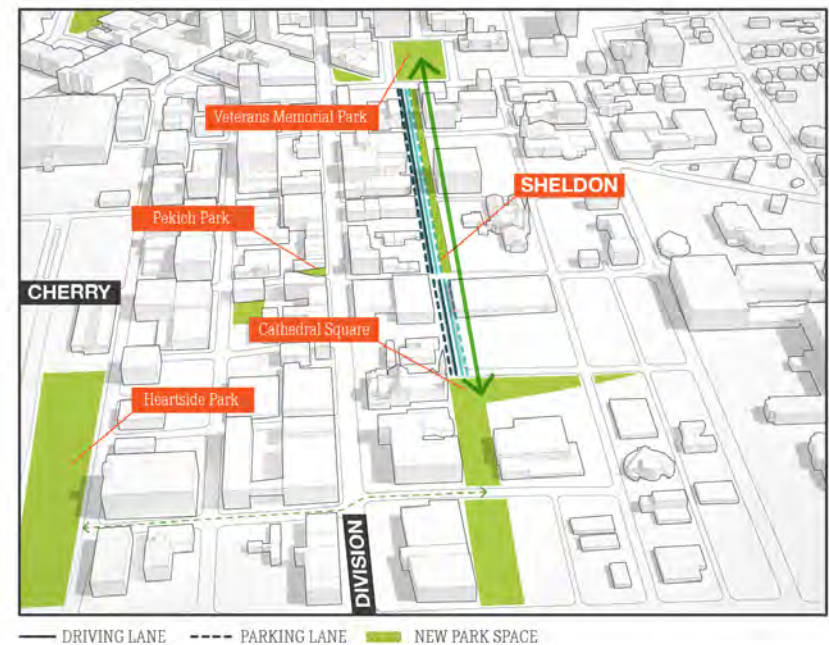 Veterans Memorial Park
SHELDON
Pekich Park
CHERRY
Cathedral Square
Heartside Park
DIVISION
DRIVING LANE PARKING LANE NEW PARK SPACE